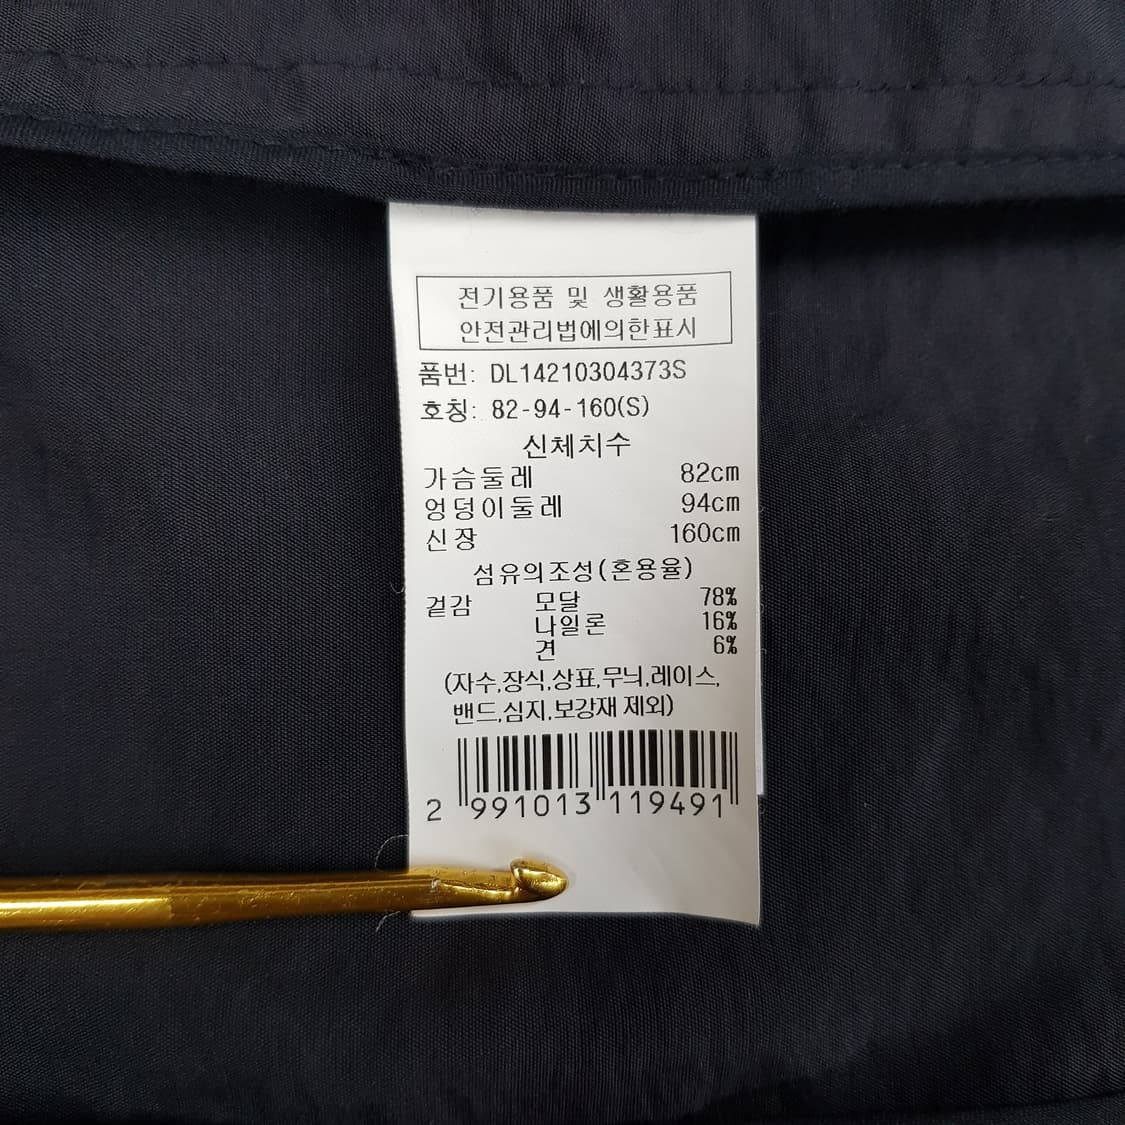 전기용품 및 생활용품
안전관리법에의한표시
품번: DL14210304373S
호칭: 82-94-160(S)
신체치수
가슴둘레 82cm
엉덩이둘레 94cm
신장 160cm
섬유의조성(혼용율)
겉감 모달 78%
나일론 16%
견 6%
(자수,장식,상표,무늬,레이스,
밴드,심지,보강재 제외)
2 991013 119491